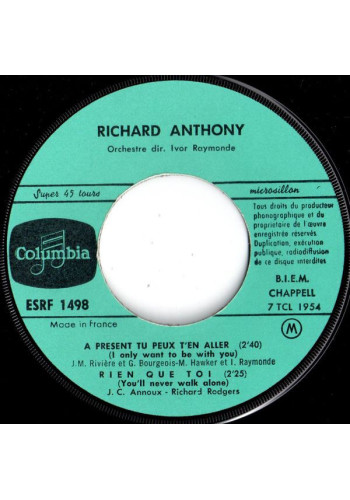 RICHARD ANTHONY
Orchestre dir. Ivor Raymonde
Super 45 tours
microsillon
Tous droits du producteur
phonographique et du
propriétaire de l'œuvre
enregistrée réservés.
Duplication, exécution
publique, radiodiffusion
de ce disque interdites
Columbia
ESRF 1498
B.I.E.M.
CHAPPELL
7 TCL 1954
Made in France
M
A PRESENT TU PEUX T'EN ALLER (2'40)
(I only want to be with you)
J.M. Rivière et G. Bourgeois-M. Hawker et I. Raymonde
RIEN QUE TOI (2'25)
(You'll never walk alone)
J.C. Annoux - Richard Rodgers